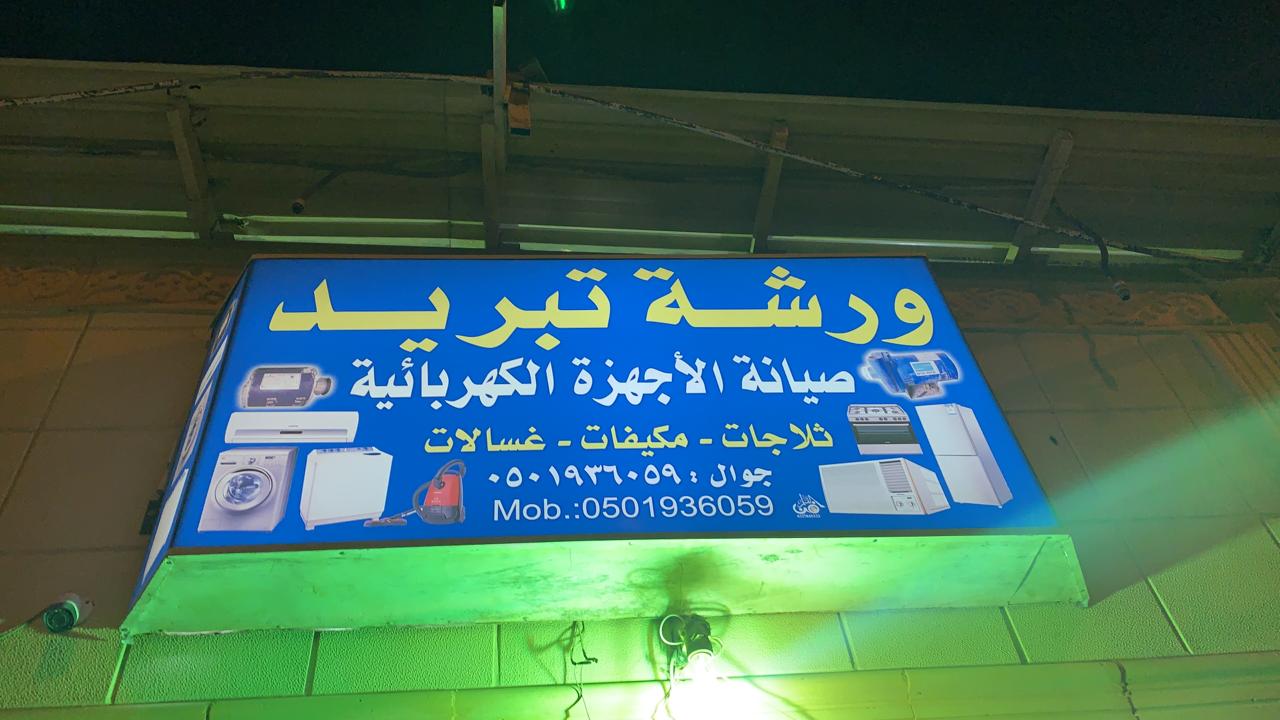 ورشة تبريد
صيانة الأجهزة الكهربائية
ثلاجات - مكيفات - غسالات
جوال : ٠٥٠١٩٣٦٠٥٩
Mob.:0501936059